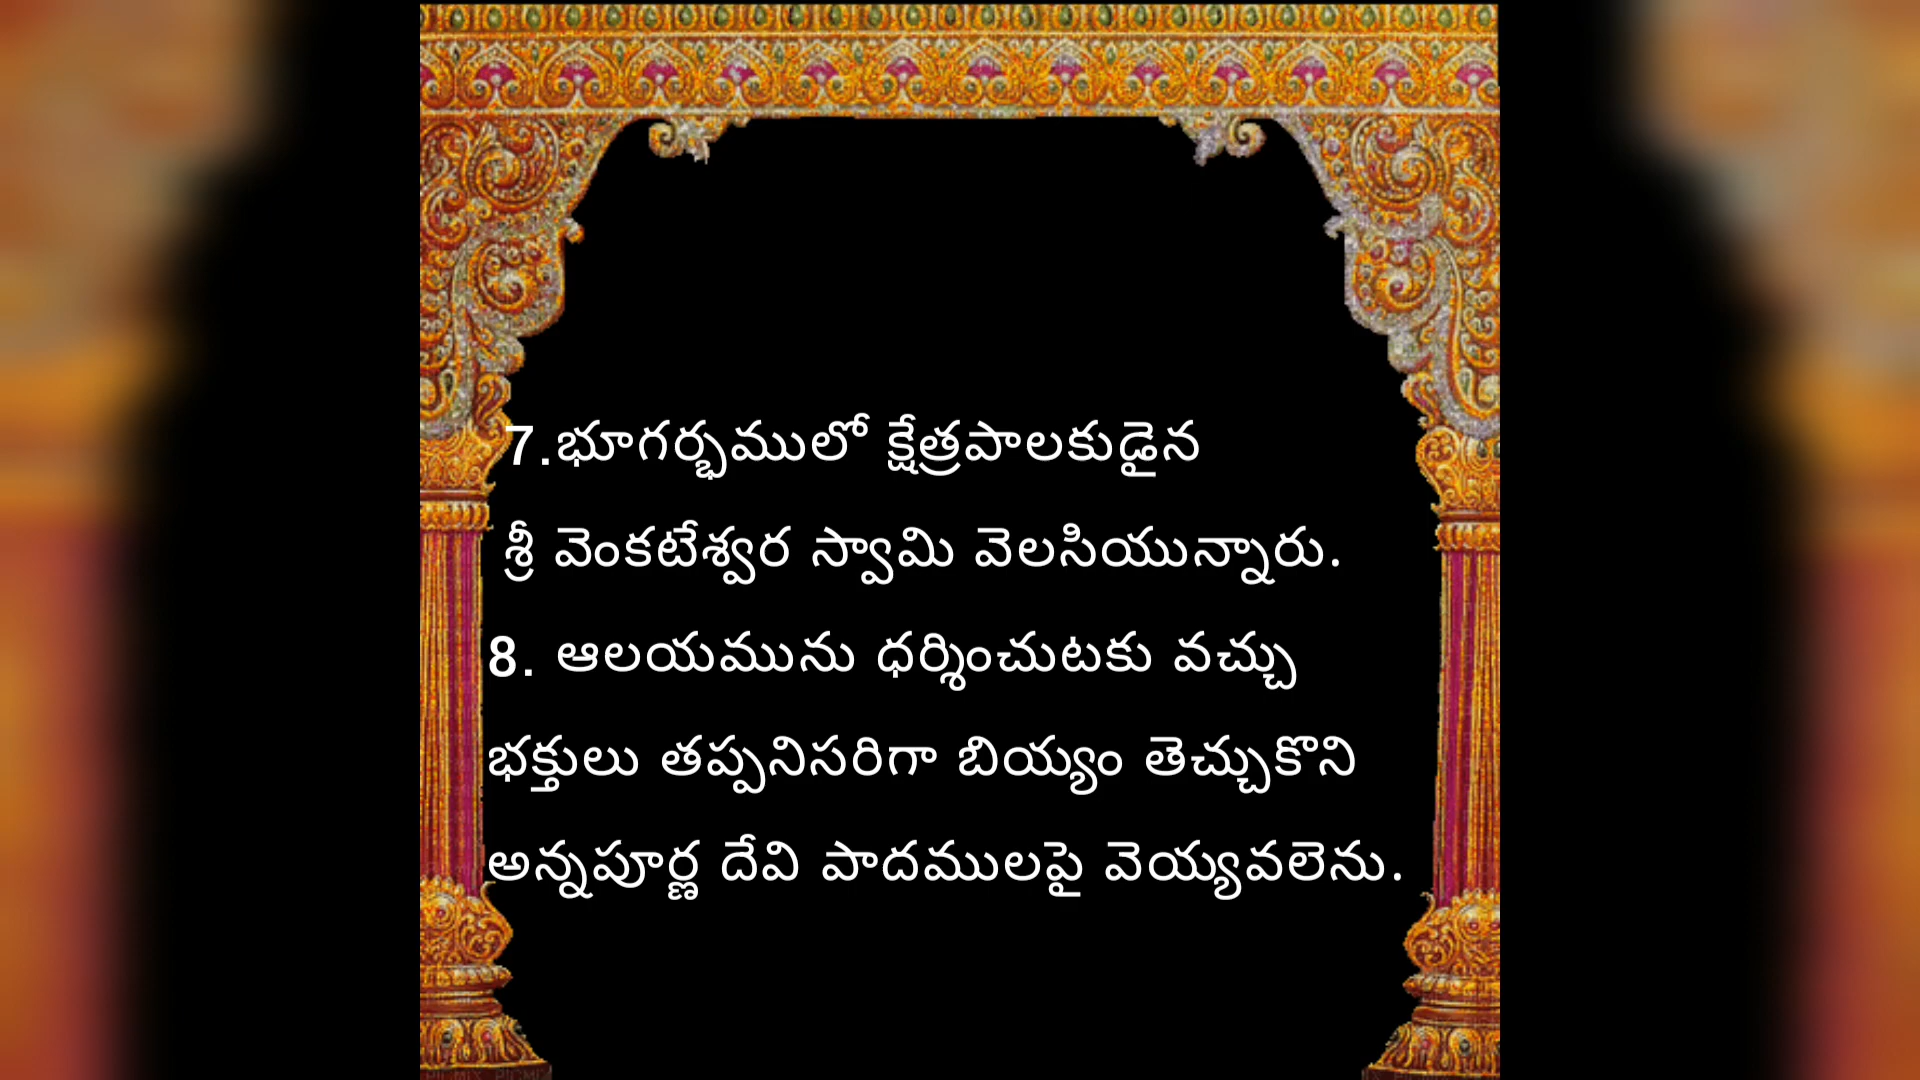 7.భూగర్భములో క్షేత్రపాలకుడైన
శ్రీ వెంకటేశ్వర స్వామి వెలసియున్నారు.
8. ఆలయమును ధర్శించుటకు వచ్చు
భక్తులు తప్పనిసరిగా బియ్యం తెచ్చుకొని
అన్నపూర్ణ దేవి పాదములపై వెయ్యవలెను.